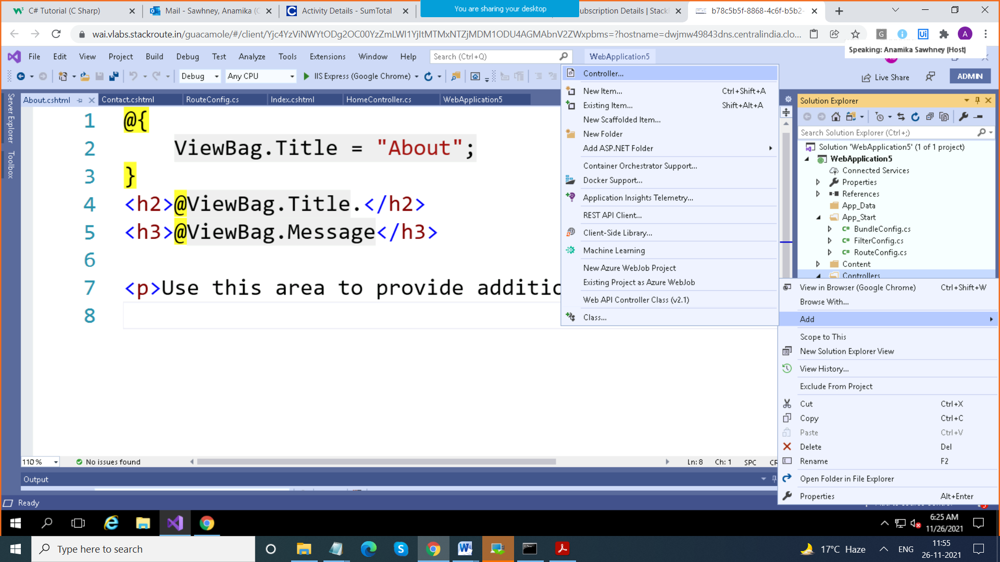 C# Tutorial (C Sharp)
Mail - Sawhney, Anamika (C
Activity Details - SumTotal
You are sharing your desktop
ubscription Details | Stackl
b78c5b5f-8868-4c6f-b5b2-
wai.vlabs.stackroute.in/guacamole/#/client/Yjc4YzViNWYtODg2OC00YzZmLWI1YjItMTMxNTZjMDM1ODU4AGMAbnV2ZWxpbms=?hostname=dwjmw49843dns.centralindia.clo...
G
Ui
A
Speaking: Anamika Sawhney (Host)
File Edit View Project Build Debug Test Analyze Tools Extensions Window Help
Search (Ctrl+Q)
WebApplication5
Debug
Any CPU
IIS Express (Google Chrome)
Live Share
ADMIN
About.cshtml
Contact.cshtml
RouteConfig.cs
Index.cshtml
HomeController.cs
WebApplication5
Server Explorer
Toolbox
1 @{
2 ViewBag.Title = "About";
3 }
4 <h2>@ViewBag.Title.</h2>
5 <h3>@ViewBag.Message</h3>
6
7 <p>Use this area to provide additic
8
Controller...
New Item... Ctrl+Shift+A
Existing Item... Shift+Alt+A
New Scaffolded Item...
New Folder
Add ASP.NET Folder
Container Orchestrator Support...
Docker Support...
Application Insights Telemetry...
REST API Client...
Client-Side Library...
Machine Learning
New Azure WebJob Project
Existing Project as Azure WebJob
Web API Controller Class (v2.1)
Class...
Solution Explorer
Search Solution Explorer (Ctrl+;)
Solution 'WebApplication5' (1 of 1 project)
WebApplication5
Connected Services
Properties
References
App_Data
App_Start
C# BundleConfig.cs
C# FilterConfig.cs
C# RouteConfig.cs
Content
Controllers
View in Browser (Google Chrome) Ctrl+Shift+W
Browse With...
Add
Scope to This
New Solution Explorer View
View History...
Exclude From Project
Cut Ctrl+X
Copy Ctrl+C
Paste Ctrl+V
Delete Del
Rename F2
Open Folder in File Explorer
Properties Alt+Enter
110 %
No issues found
Ln: 8 Ch: 1 SPC CR
Output
Ready
6:25 AM
11/26/2021
Type here to search
17°C Haze
ENG
11:55
26-11-2021